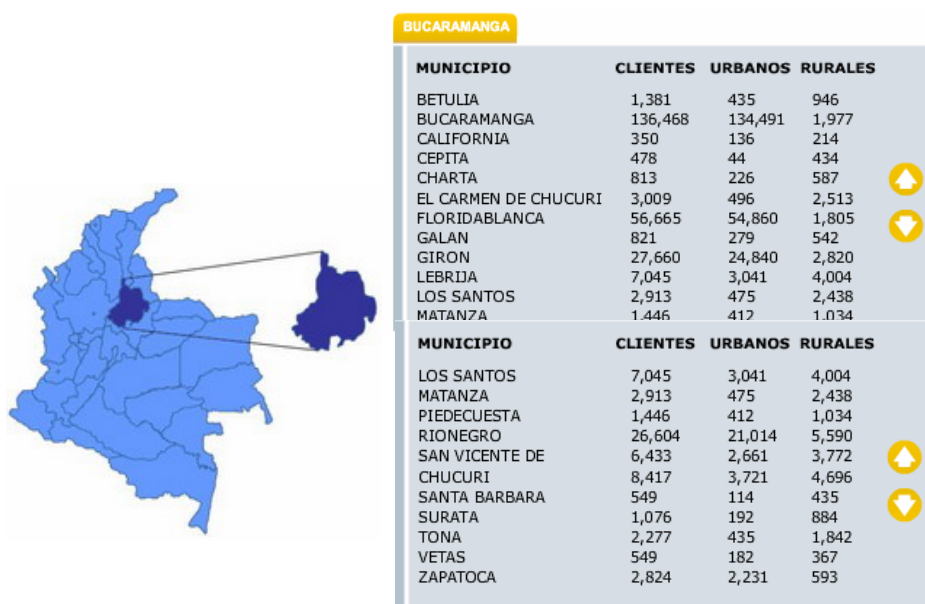 BUCARAMANGA
MUNICIPIO CLIENTES URBANOS RURALES
BETULIA 1,381 435 946
BUCARAMANGA 136,468 134,491 1,977
CALIFORNIA 350 136 214
CEPITA 478 44 434
CHARTA 813 226 587
EL CARMEN DE CHUCURI 3,009 496 2,513
FLORIDABLANCA 56,665 54,860 1,805
GALAN 821 279 542
GIRON 27,660 24,840 2,820
LEBRIJA 7,045 3,041 4,004
LOS SANTOS 2,913 475 2,438
MATANZA 1,446 412 1,034
MUNICIPIO CLIENTES URBANOS RURALES
LOS SANTOS 7,045 3,041 4,004
MATANZA 2,913 475 2,438
PIEDECUESTA 1,446 412 1,034
RIONEGRO 26,604 21,014 5,590
SAN VICENTE DE 6,433 2,661 3,772
CHUCURI 8,417 3,721 4,696
SANTA BARBARA 549 114 435
SURATA 1,076 192 884
TONA 2,277 435 1,842
VETAS 549 182 367
ZAPATOCA 2,824 2,231 593